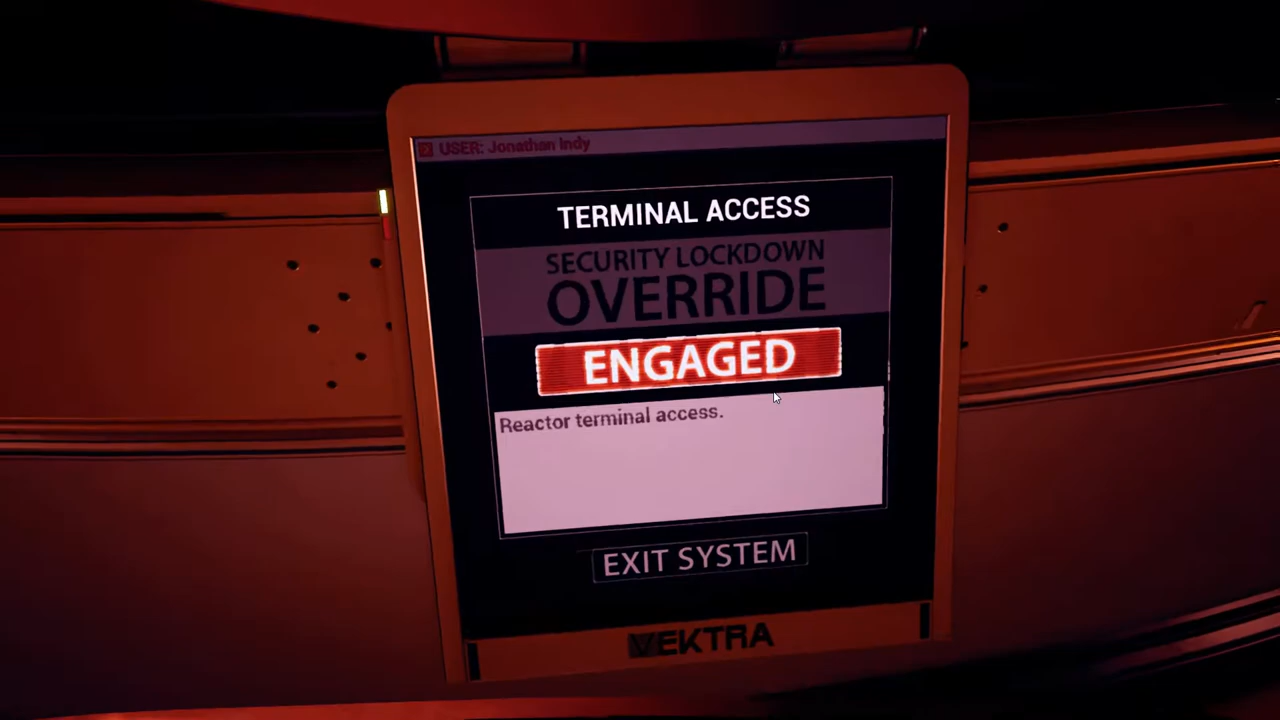 USER: Jonathan Indy
TERMINAL ACCESS
SECURITY LOCKDOWN
OVERRIDE
ENGAGED
Reactor terminal access.
EXIT SYSTEM
VEKTRA